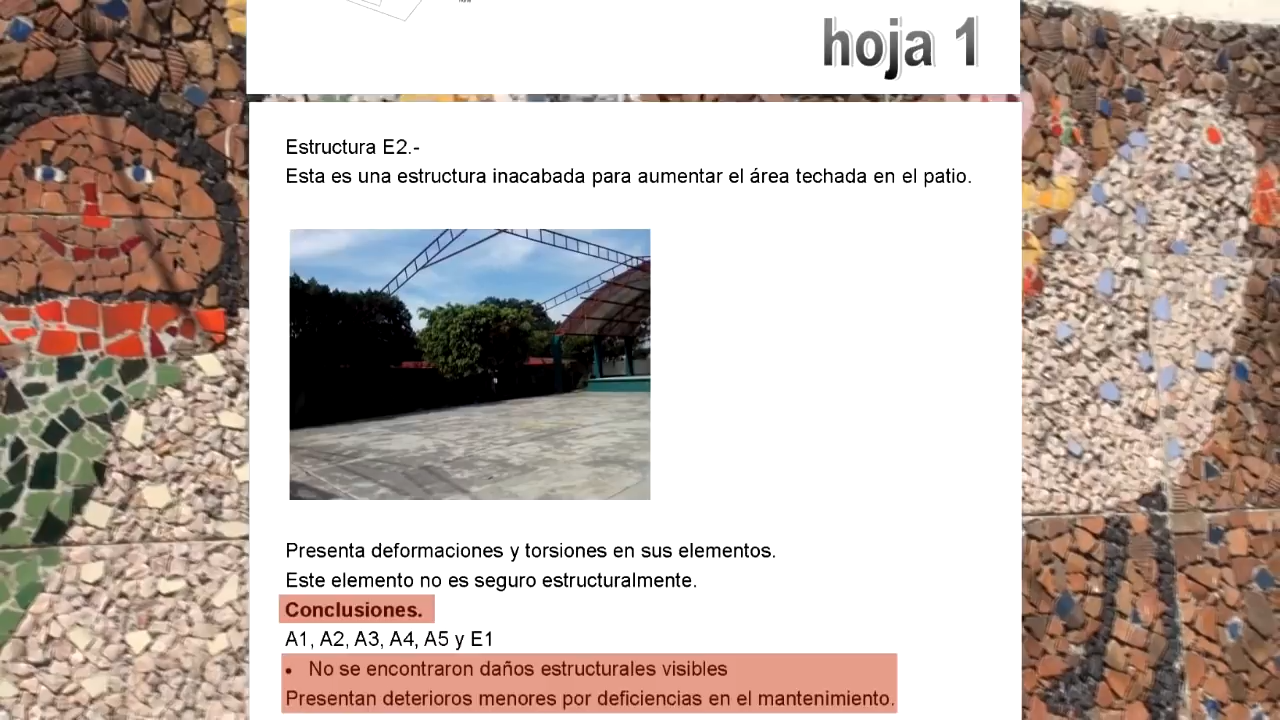 hoja 1
Estructura E2.-
Esta es una estructura inacabada para aumentar el área techada en el patio.
Presenta deformaciones y torsiones en sus elementos.
Este elemento no es seguro estructuralmente.
Conclusiones.
A1, A2, A3, A4, A5 y E1
• No se encontraron daños estructurales visibles
Presentan deterioros menores por deficiencias en el mantenimiento.